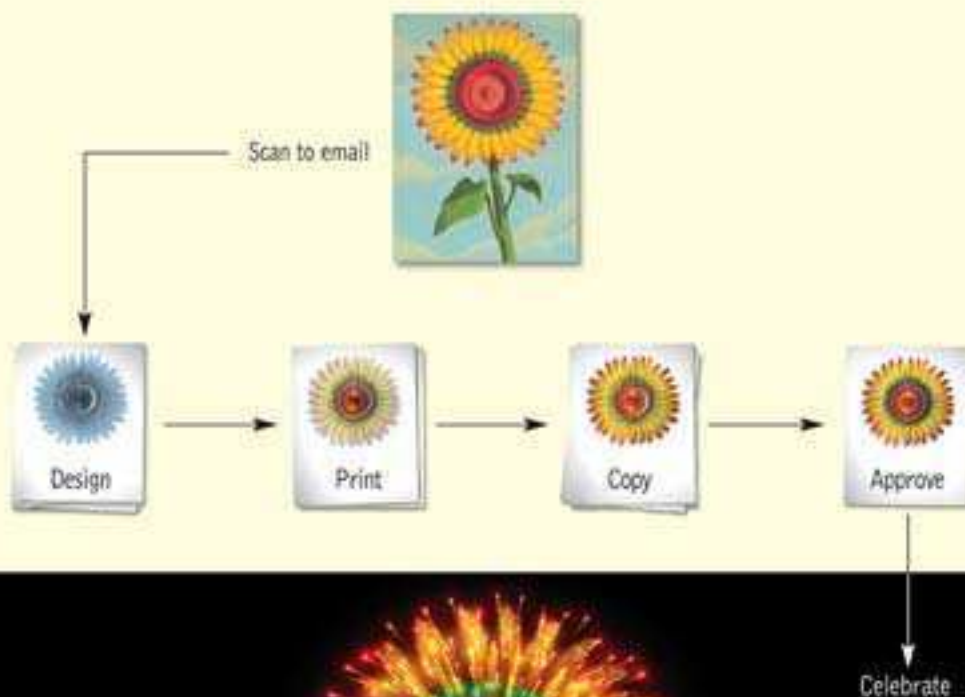 Scan to email
Design
Print
Copy
Approve
Celebrate